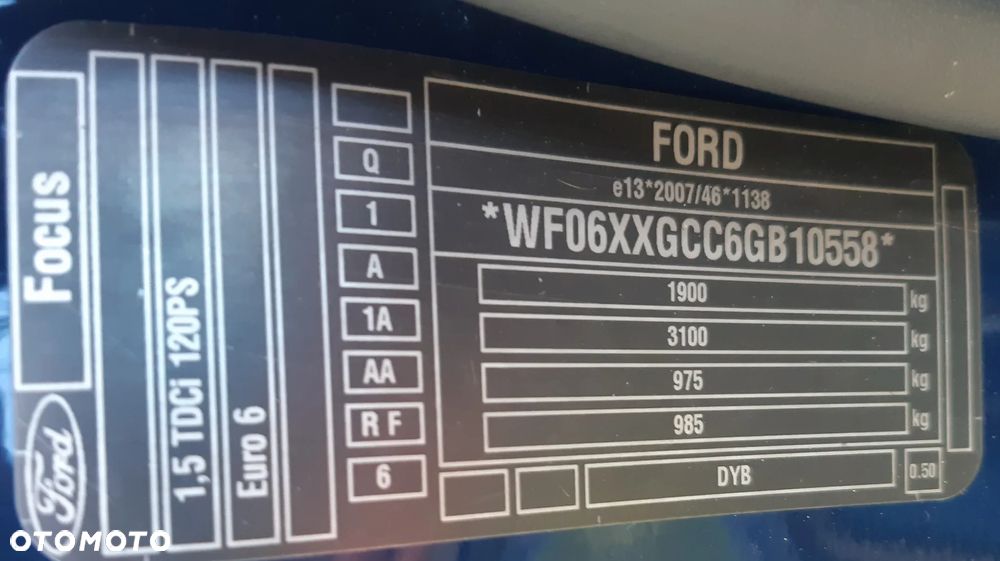 Focus
Ford
1,5 TDCi 120PS
Euro 6
Q
1
A
1A
AA
R F
6
FORD
e13*2007/46*1138
*WF06XXGCC6GB10558*
1900 kg
3100 kg
975 kg
985 kg
DYB
0.50
OTOMOTO